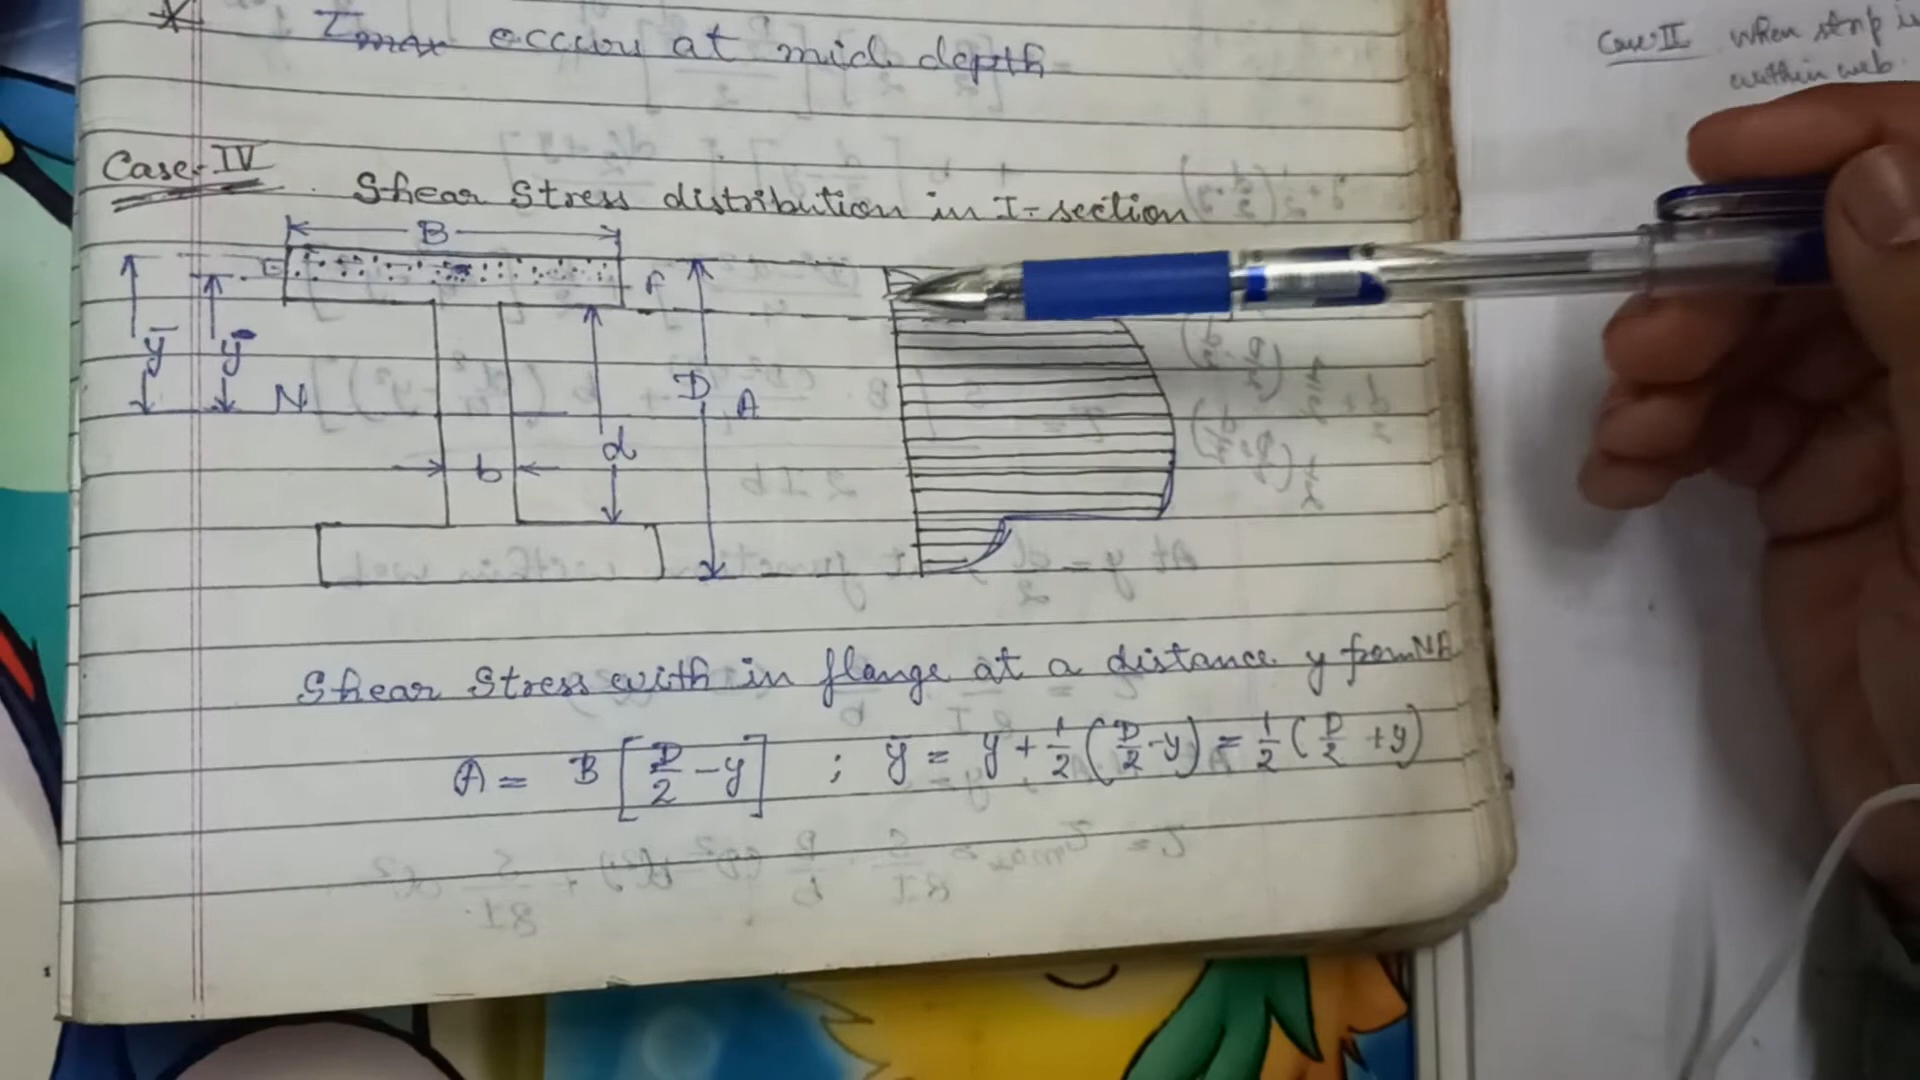 * τmax occurs at mid depth
Case II When strip is
within web
Case-IV Shear Stress distribution in I-section
B
E F
ȳ y N D A
d
b
Shear Stress with in flange at a distance y from NA
A = B [D/2 - y] ; ȳ = y + 1/2 (D/2 - y) = 1/2 (D/2 + y)